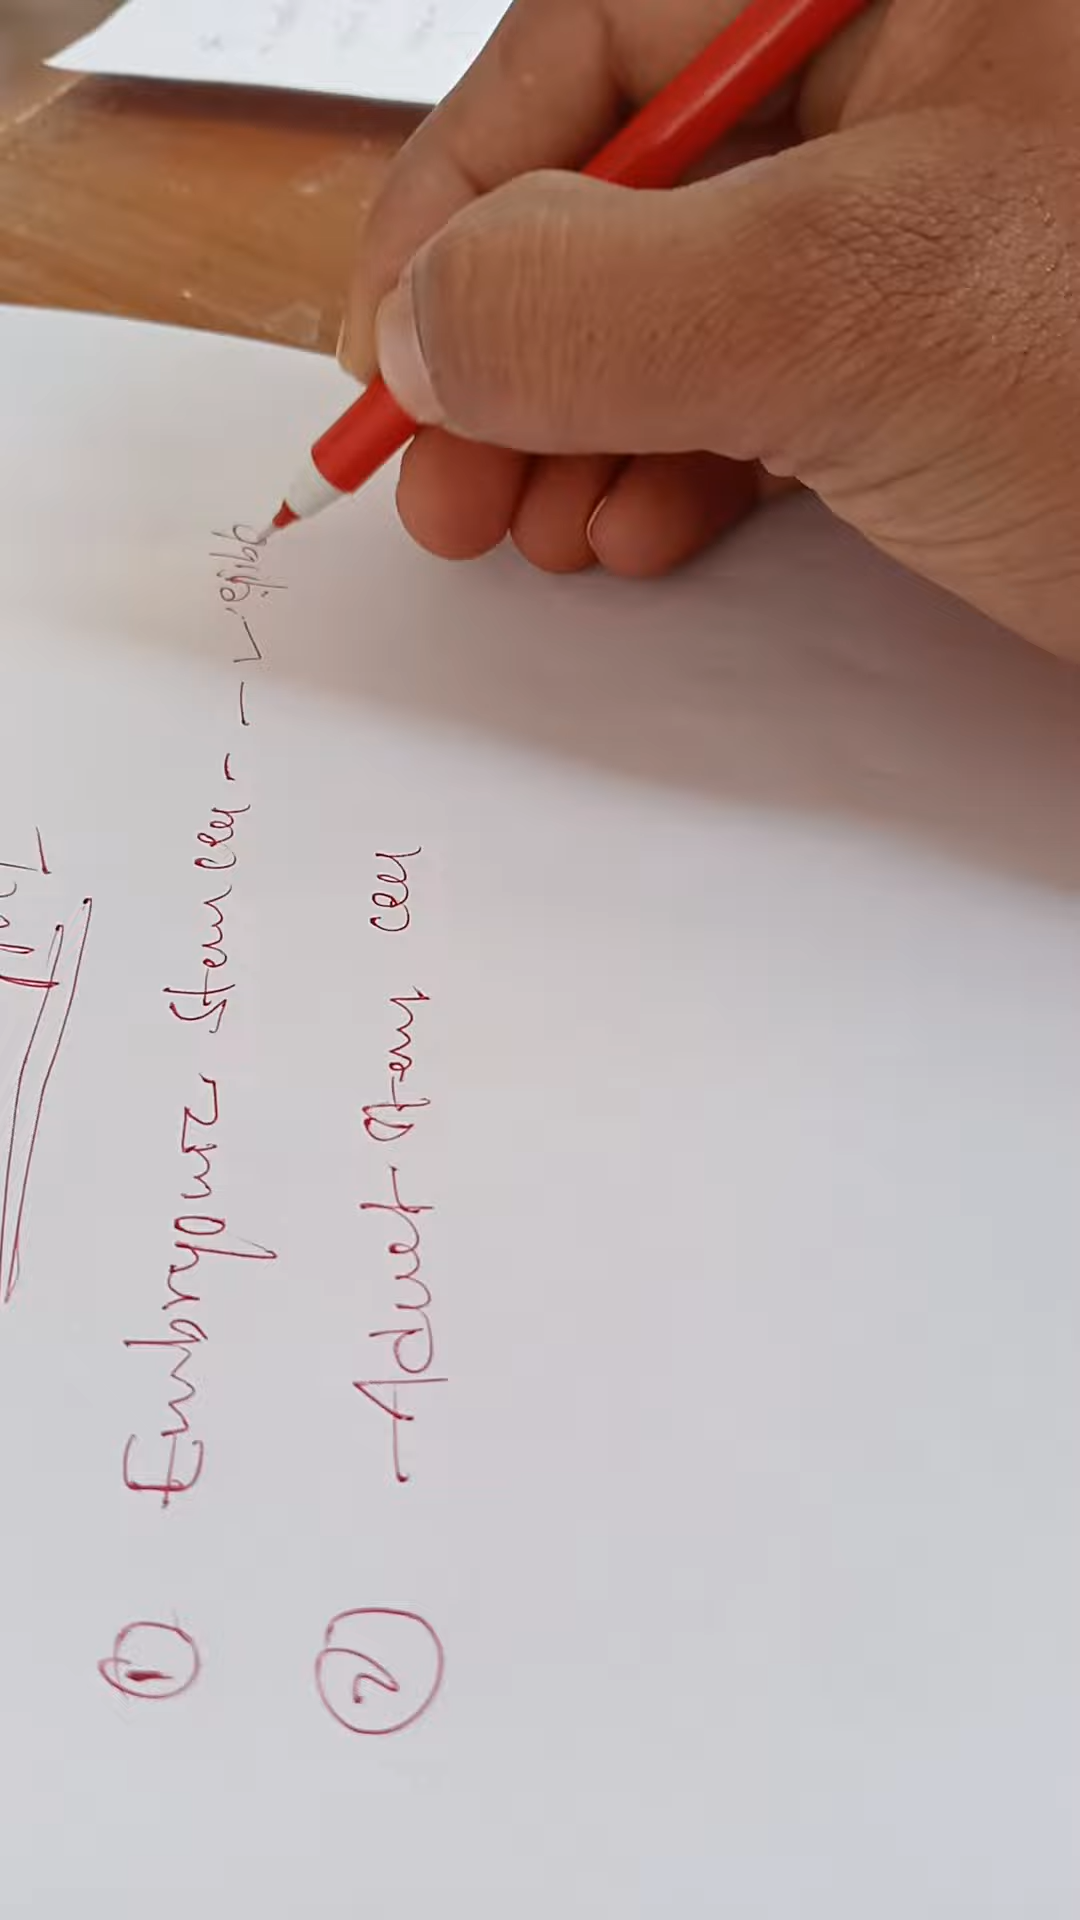 ① Embryonic Stem cell - -
② Adult Stem cell